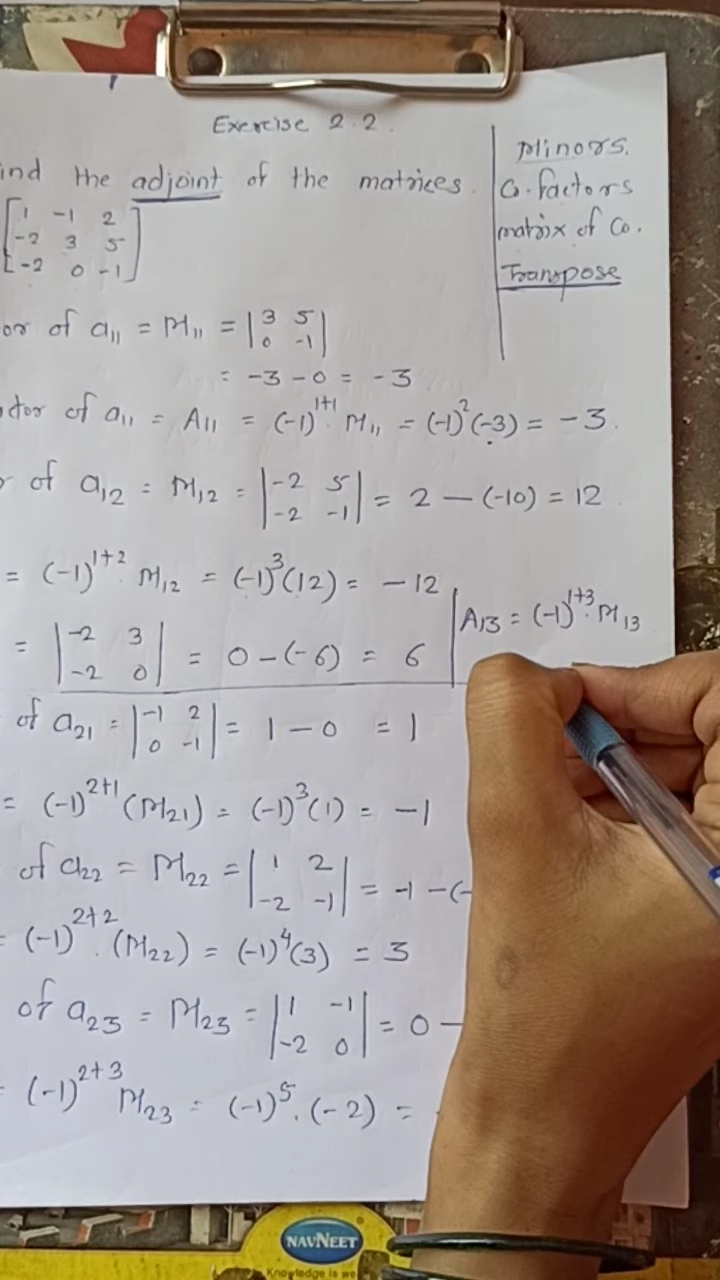 Exercise 2.2.
ind the adjoint of the matrices.
[1 -1 2
-2 3 5
-2 0 -1]
Minors.
Co.factors
matrix of Co.
Transpose
or of a₁₁ = M₁₁ = |3 5
0 -1|
= -3 - 0 = -3
ctor of a₁₁ = A₁₁ = (-1)¹⁺¹ · M₁₁ = (-1)² (-3) = -3.
of a₁₂ = M₁₂ = |-2 5
-2 -1| = 2 - (-10) = 12
= (-1)¹⁺² · M₁₂ = (-1)³ (12) = -12
= |-2 3
-2 0| = 0 - (-6) = 6
A₁₃ = (-1)¹⁺³ · M₁₃
of a₂₁ = |-1 2
0 -1| = 1 - 0 = 1
= (-1)²⁺¹ (M₂₁) = (-1)³ (1) = -1
of a₂₂ = M₂₂ = |1 2
-2 -1| = -1 - (-
= (-1)²⁺² · (M₂₂) = (-1)⁴ (3) = 3
of a₂₃ = M₂₃ = |1 -1
-2 0| = 0 -
= (-1)²⁺³ M₂₃ = (-1)⁵ . (-2) =
NAVNEET
Knowledge is we